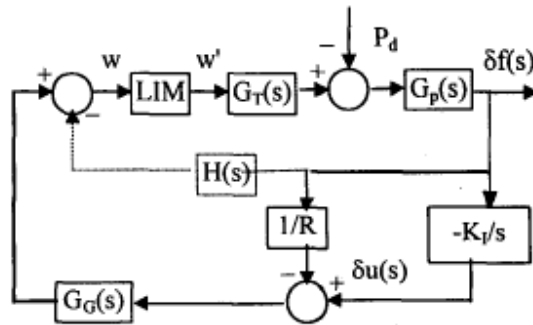 − P_d
δf(s)
+ w LIM w' G_T(s) + G_P(s)
−
H(s)
1/R -K_I/s
− + δu(s)
G_G(s)